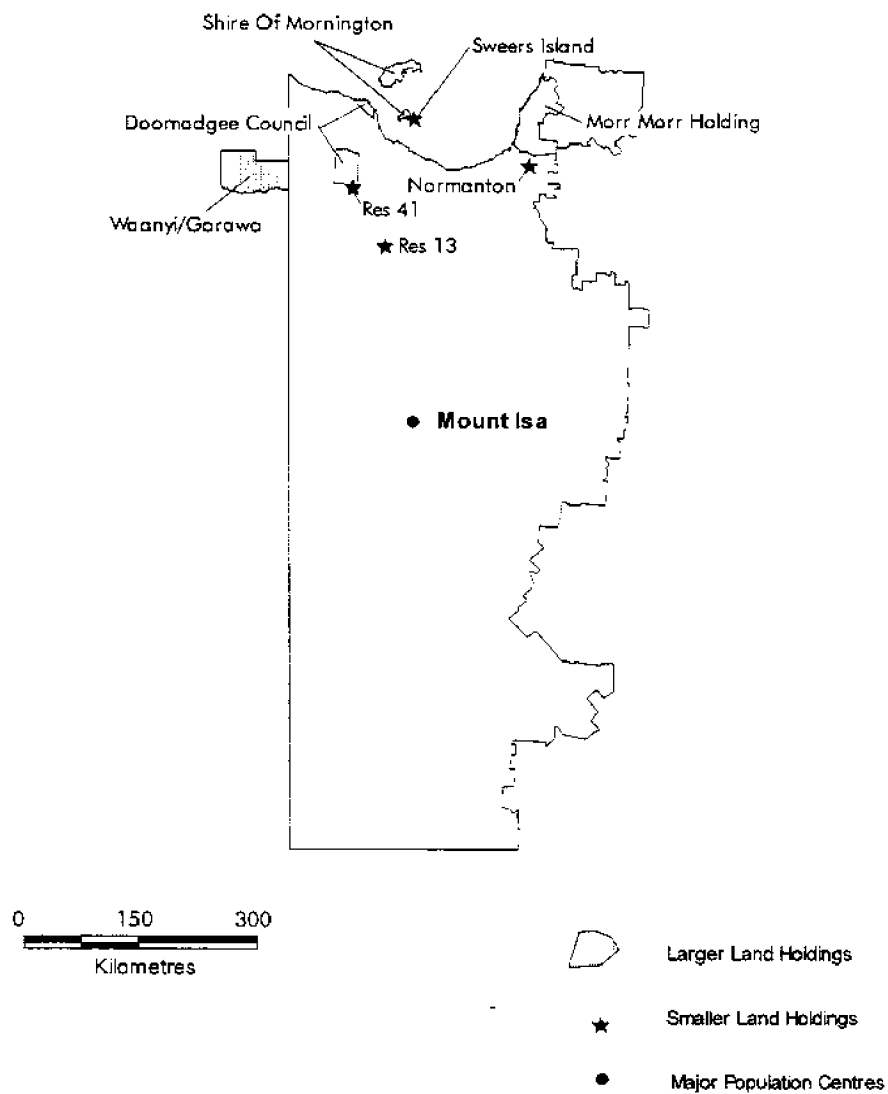 Shire Of Mornington
Sweers Island
Doomadgee Council
Morr Morr Holding
Normanton
Waanyi/Garawa
Res 41
Res 13
Mount Isa
0 150 300
Kilometres
Larger Land Holdings
Smaller Land Holdings
Major Population Centres